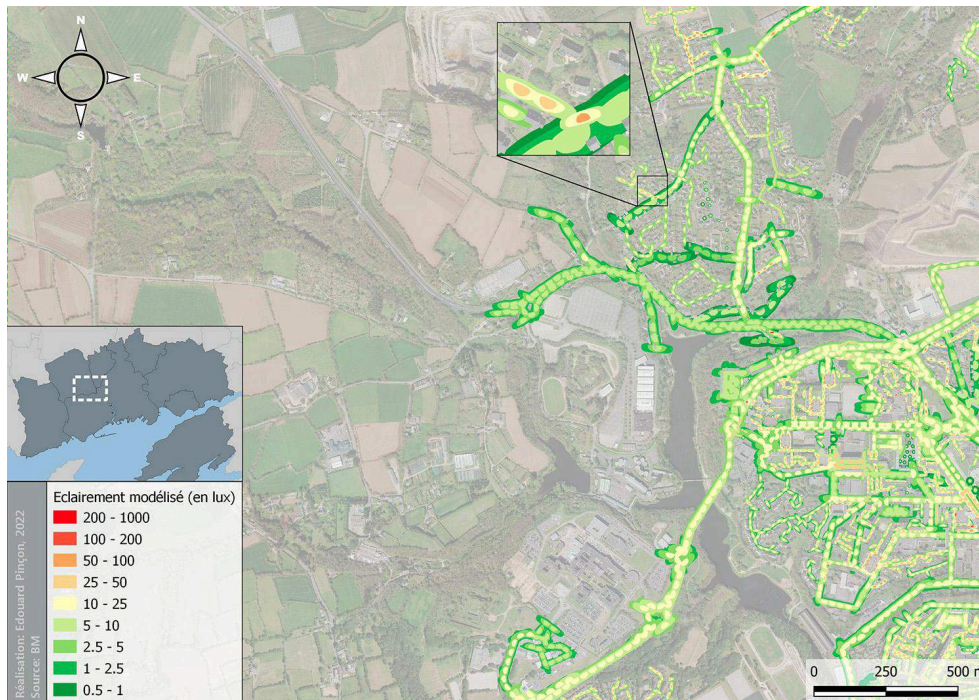 N
W
E
S
Eclairement modélisé (en lux)
200 - 1000
100 - 200
50 - 100
25 - 50
10 - 25
5 - 10
2.5 - 5
1 - 2.5
0.5 - 1
Réalisation: Edouard Pinçon, 2022
Source: BM
0 250 500 m